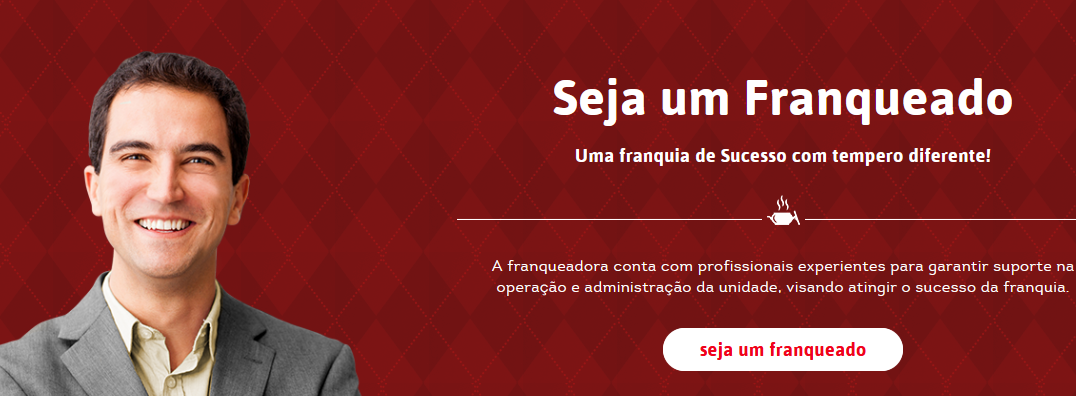 Seja um Franqueado
Uma franquia de Sucesso com tempero diferente!
A franqueadora conta com profissionais experientes para garantir suporte na
operação e administração da unidade, visando atingir o sucesso da franquia.
seja um franqueado